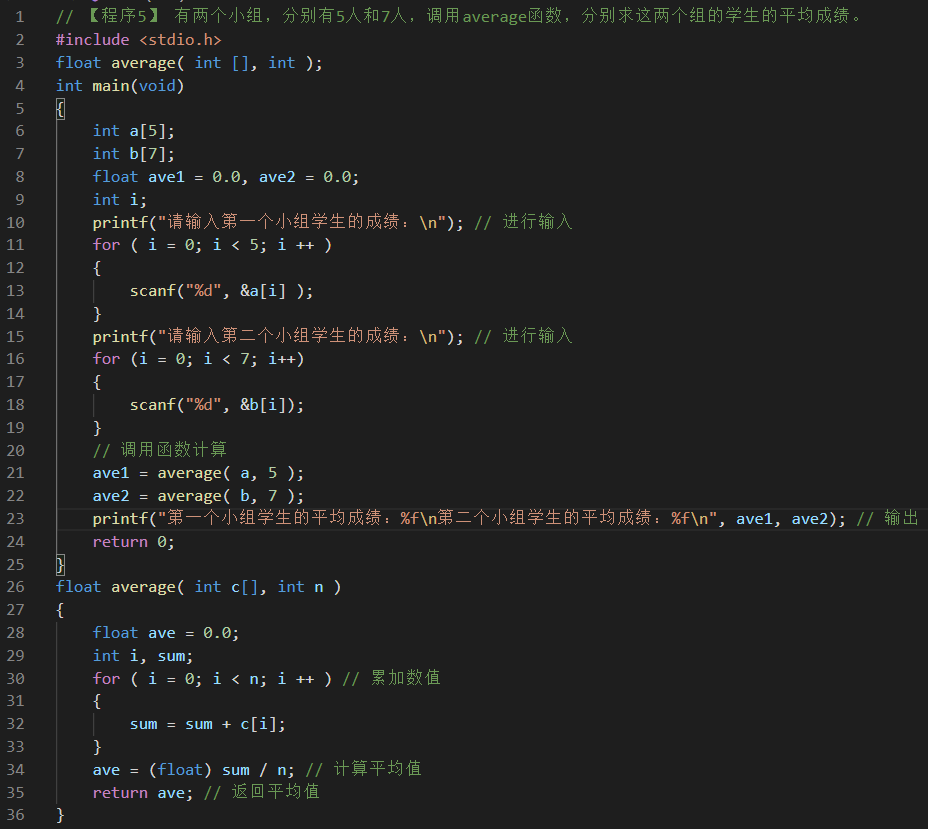 1 // 【程序5】 有两个小组，分别有5人和7人，调用average函数，分别求这两个组的学生的平均成绩。
2 #include <stdio.h>
3 float average( int [], int );
4 int main(void)
5 {
6     int a[5];
7     int b[7];
8     float ave1 = 0.0, ave2 = 0.0;
9     int i;
10     printf("请输入第一个小组学生的成绩：\n"); // 进行输入
11     for ( i = 0; i < 5; i ++ )
12     {
13         scanf("%d", &a[i] );
14     }
15     printf("请输入第二个小组学生的成绩：\n"); // 进行输入
16     for (i = 0; i < 7; i++)
17     {
18         scanf("%d", &b[i]);
19     }
20     // 调用函数计算
21     ave1 = average( a, 5 );
22     ave2 = average( b, 7 );
23     printf("第一个小组学生的平均成绩：%f\n第二个小组学生的平均成绩：%f\n", ave1, ave2); // 输出
24     return 0;
25 }
26 float average( int c[], int n )
27 {
28     float ave = 0.0;
29     int i, sum;
30     for ( i = 0; i < n; i ++ ) // 累加数值
31     {
32         sum = sum + c[i];
33     }
34     ave = (float) sum / n; // 计算平均值
35     return ave; // 返回平均值
36 }